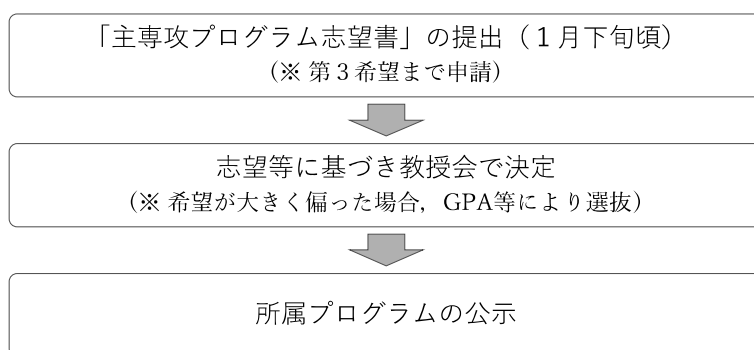 「主専攻プログラム志望書」の提出（１月下旬頃）
（※ 第３希望まで申請）
志望等に基づき教授会で決定
（※ 希望が大きく偏った場合，GPA等により選抜）
所属プログラムの公示